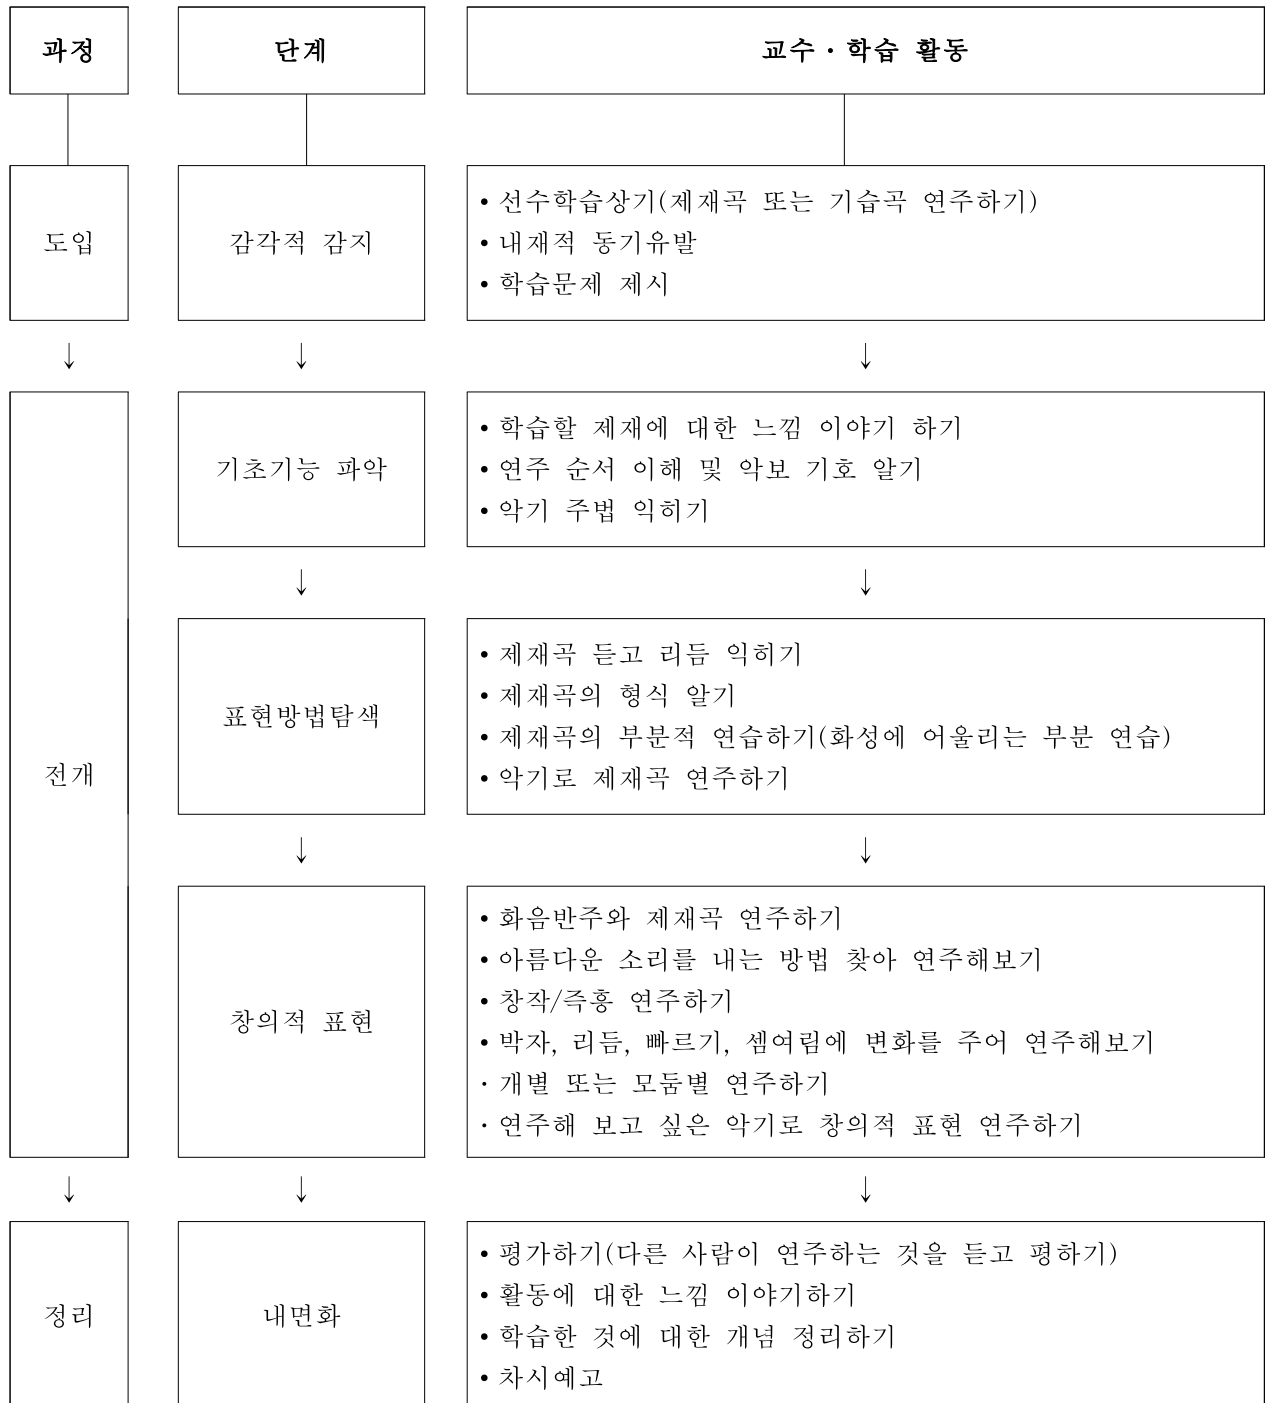 과정
단계
교수·학습 활동
도입
감각적 감지
• 선수학습상기(제재곡 또는 기습곡 연주하기)
• 내재적 동기유발
• 학습문제 제시
↓ ↓ ↓
전개
기초기능 파악
• 학습할 제재에 대한 느낌 이야기 하기
• 연주 순서 이해 및 악보 기호 알기
• 악기 주법 익히기
↓ ↓
표현방법탐색
• 제재곡 듣고 리듬 익히기
• 제재곡의 형식 알기
• 제재곡의 부분적 연습하기(화성에 어울리는 부분 연습)
• 악기로 제재곡 연주하기
↓ ↓
창의적 표현
• 화음반주와 제재곡 연주하기
• 아름다운 소리를 내는 방법 찾아 연주해보기
• 창작/즉흥 연주하기
• 박자, 리듬, 빠르기, 셈여림에 변화를 주어 연주해보기
· 개별 또는 모둠별 연주하기
· 연주해 보고 싶은 악기로 창의적 표현 연주하기
↓ ↓ ↓
정리
내면화
• 평가하기(다른 사람이 연주하는 것을 듣고 평하기)
• 활동에 대한 느낌 이야기하기
• 학습한 것에 대한 개념 정리하기
• 차시예고